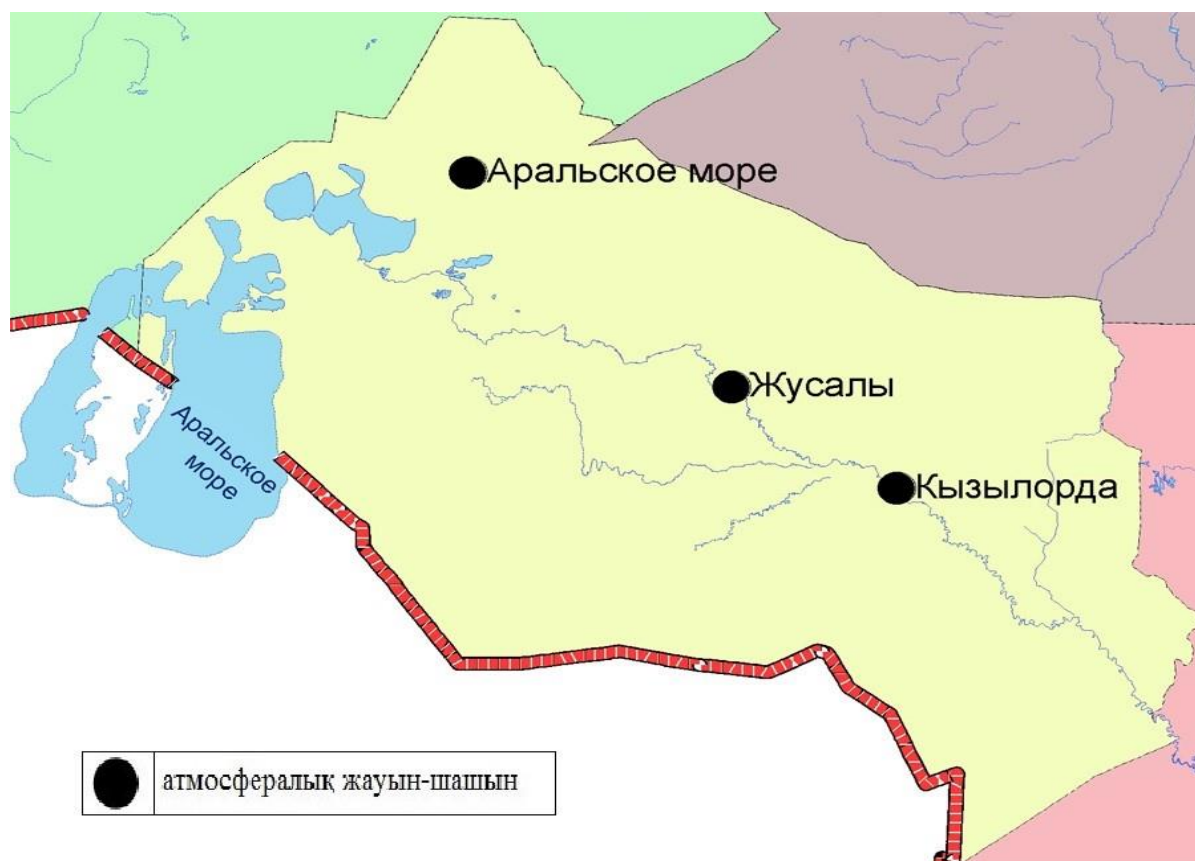 Аральское море
Жусалы
Кызылорда
Аральское
море
атмосфералық жауын-шашын